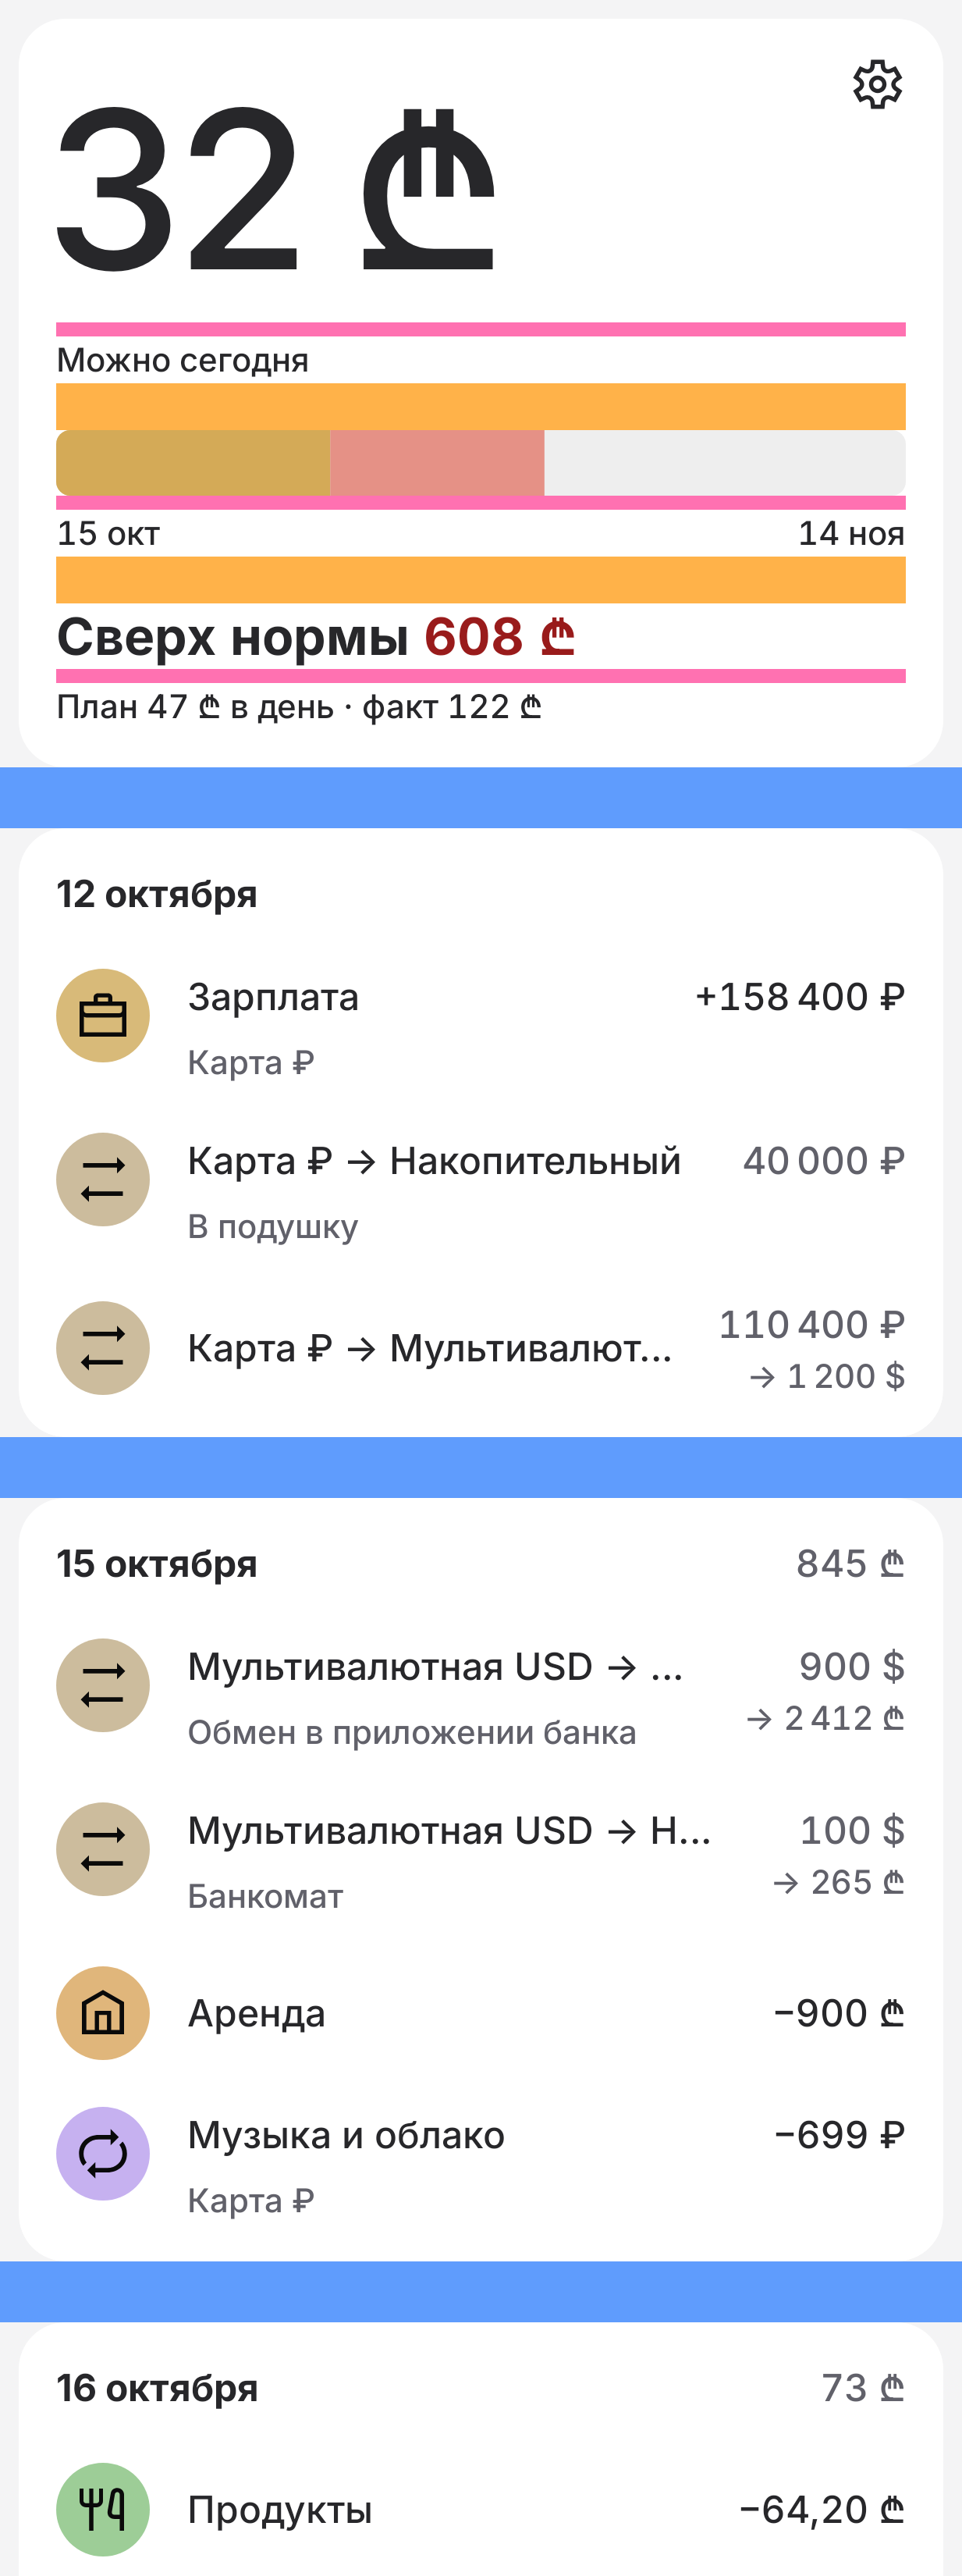 32 ₾
Можно сегодня
15 окт 14 ноя
Сверх нормы 608 ₾
План 47 ₾ в день · факт 122 ₾
12 октября
Зарплата +158 400 ₽
Карта ₽
Карта ₽ → Накопительный 40 000 ₽
В подушку
Карта ₽ → Мультивалют... 110 400 ₽
→ 1 200 $
15 октября 845 ₾
Мультивалютная USD → ... 900 $
Обмен в приложении банка → 2 412 ₾
Мультивалютная USD → Н... 100 $
Банкомат → 265 ₾
Аренда −900 ₾
Музыка и облако −699 ₽
Карта ₽
16 октября 73 ₾
Продукты −64,20 ₾